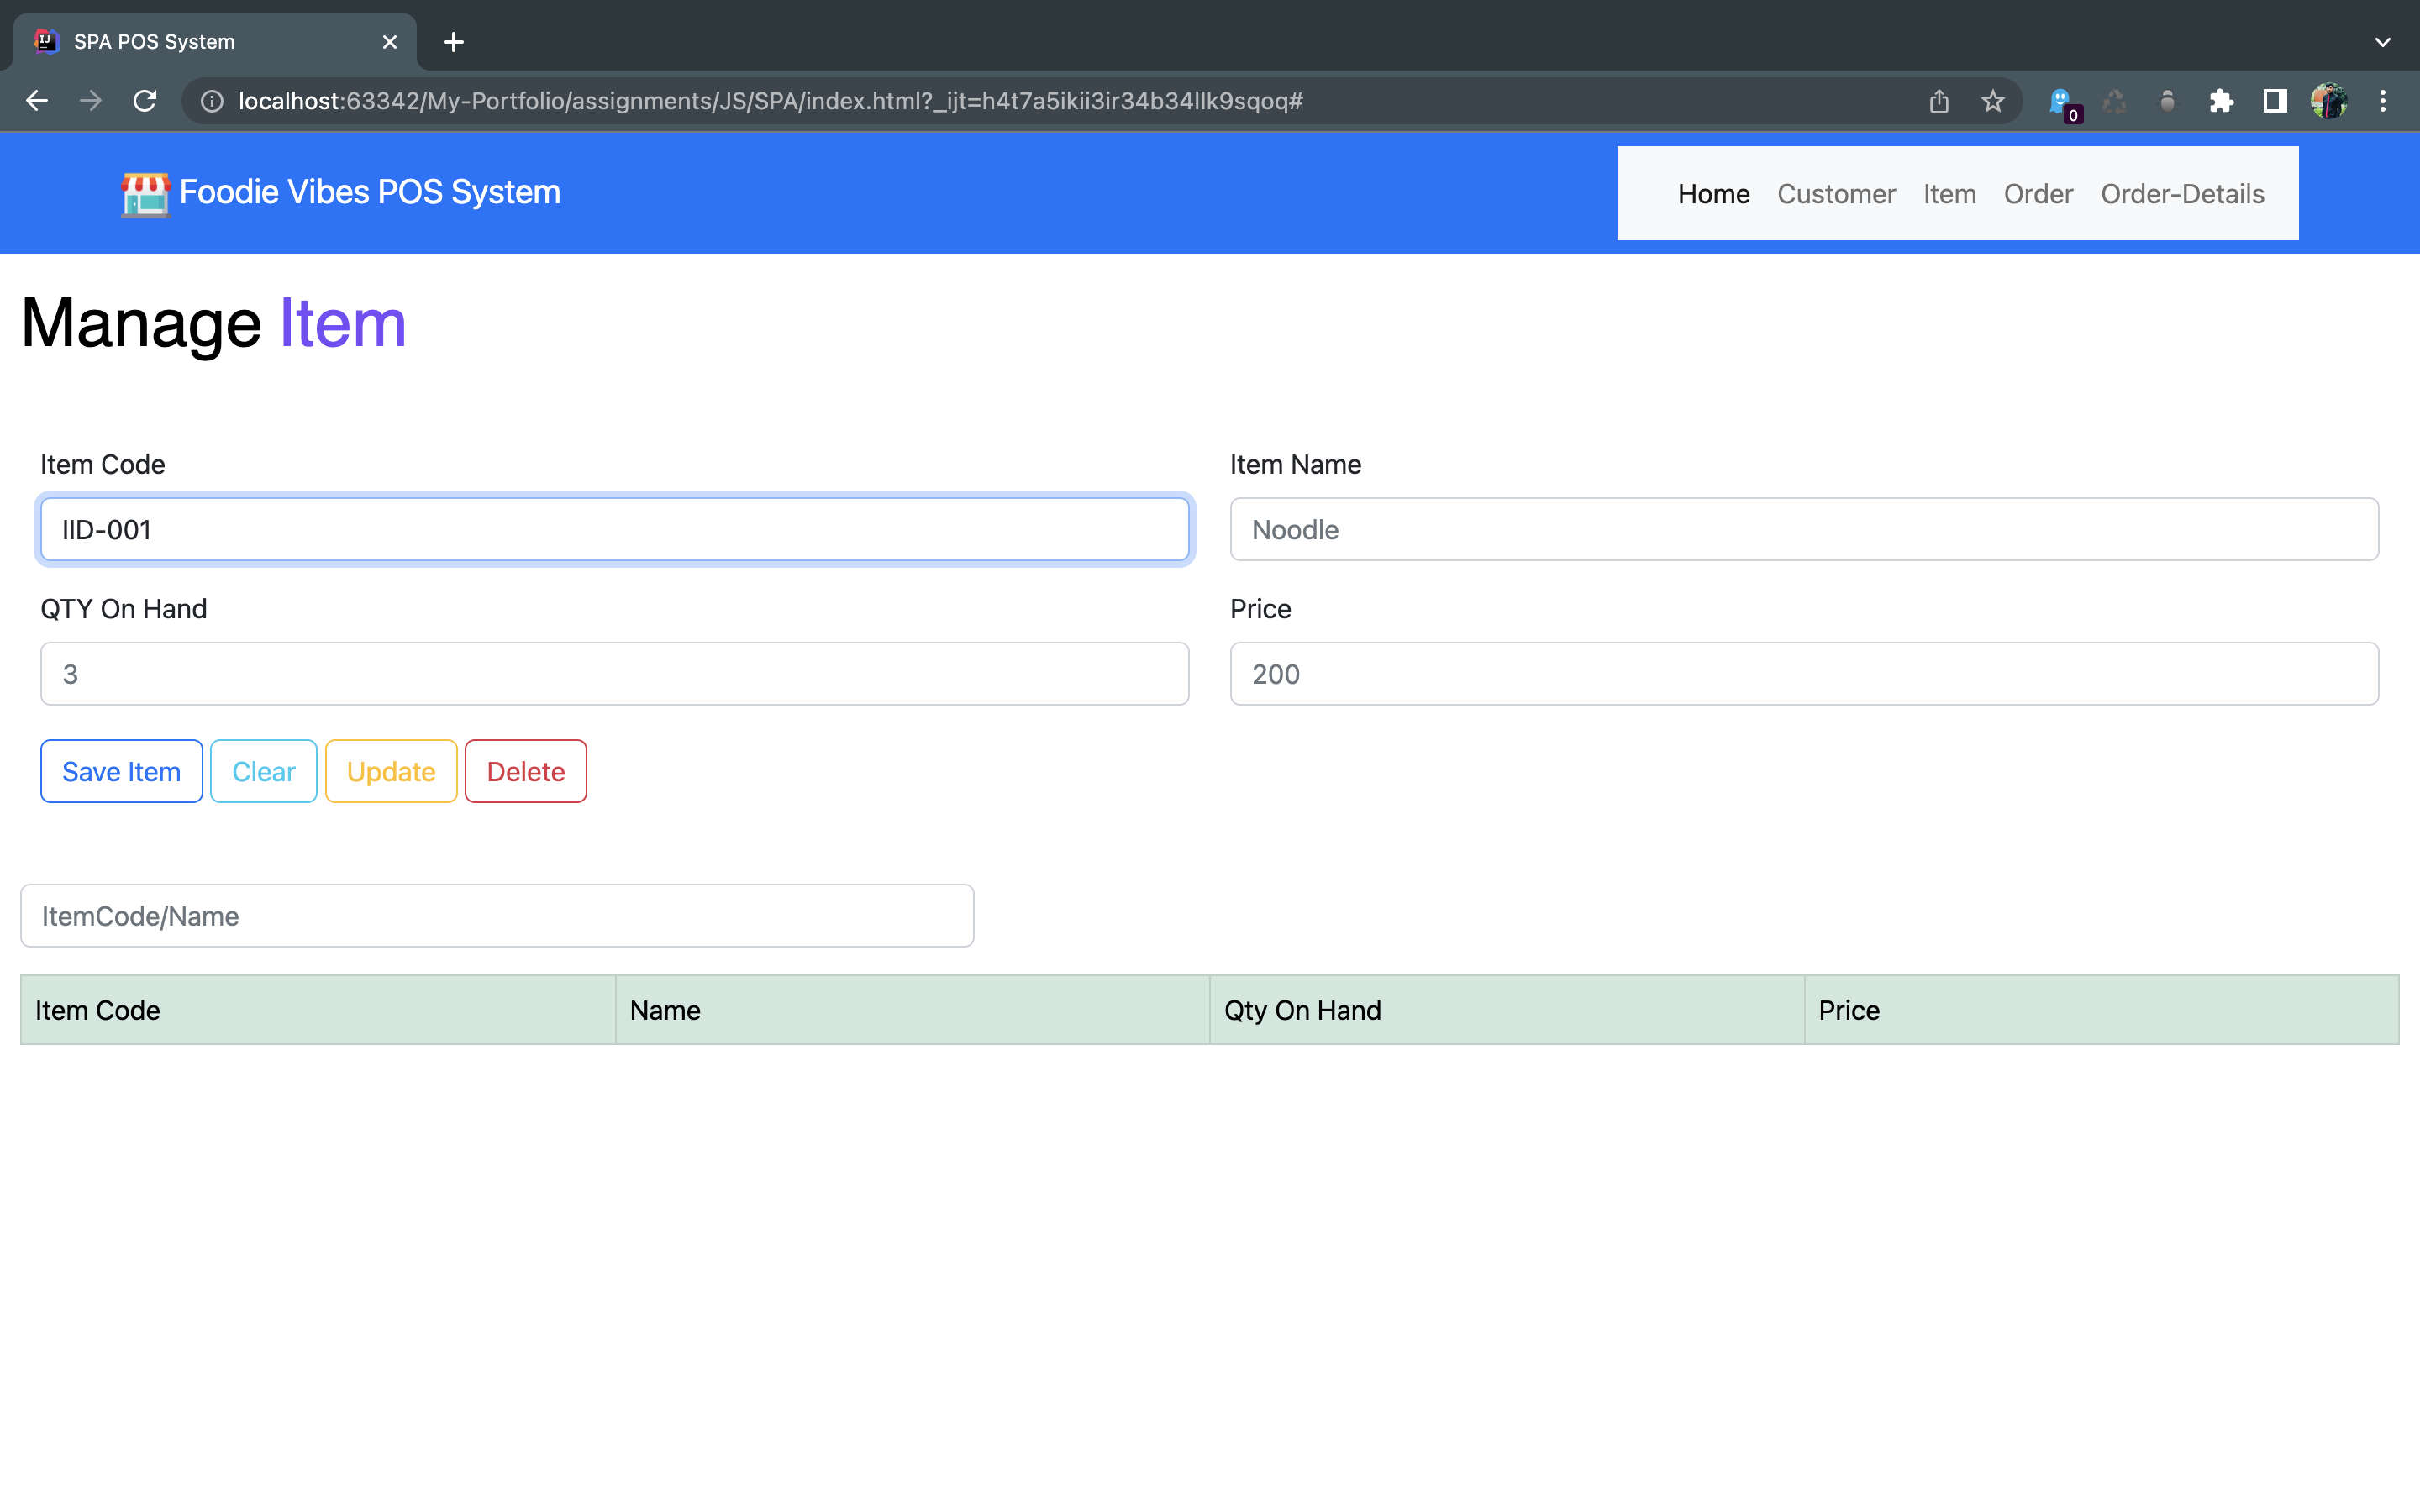 SPA POS System
localhost:63342/My-Portfolio/assignments/JS/SPA/index.html?_ijt=h4t7a5ikii3ir34b34llk9sqoq#
0
Foodie Vibes POS System
Home Customer Item Order Order-Details
Manage Item
Item Code Item Name
IID-001 Noodle
QTY On Hand Price
3 200
Save Item Clear Update Delete
ItemCode/Name
Item Code Name Qty On Hand Price